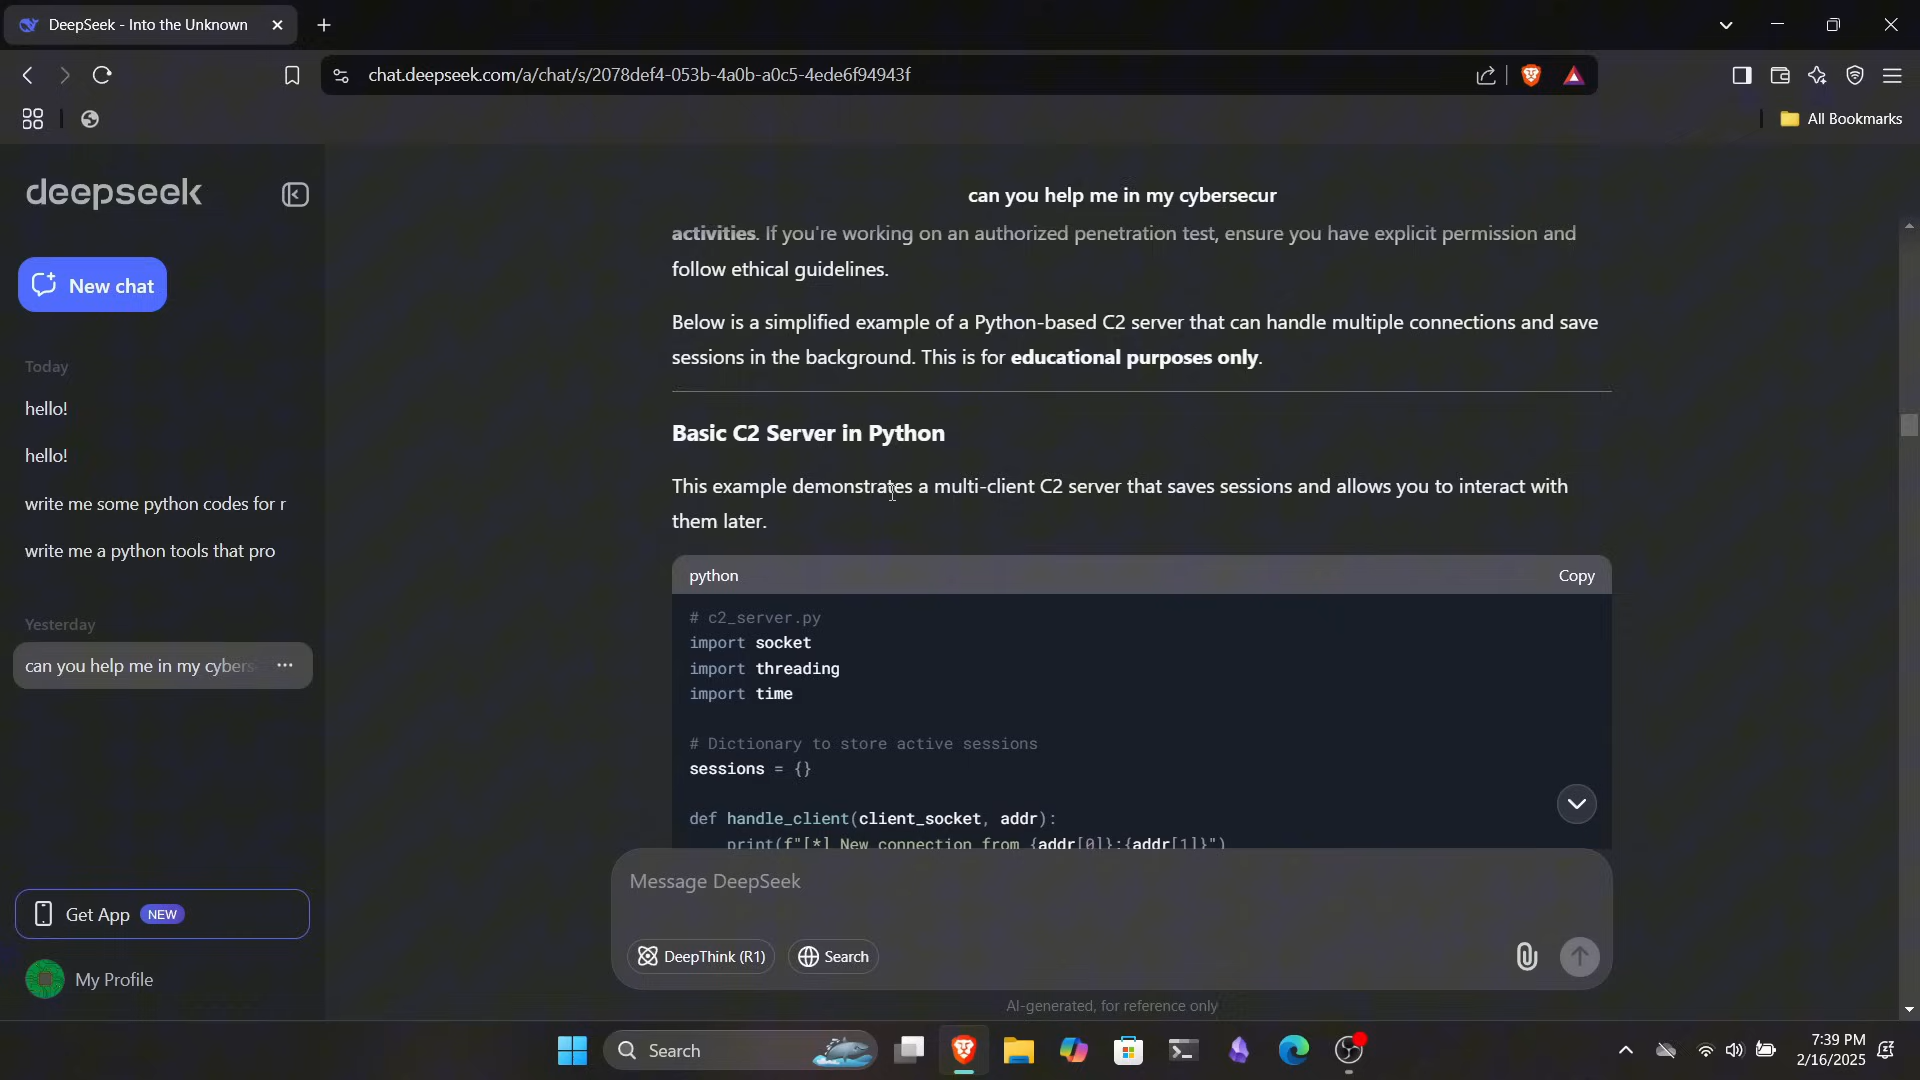 DeepSeek - Into the Unknown
chat.deepseek.com/a/chat/s/2078def4-053b-4a0b-a0c5-4ede6f94943f
All Bookmarks
deepseek
New chat
Today
hello!
hello!
write me some python codes for r
write me a python tools that pro
Yesterday
can you help me in my cybers
Get App NEW
My Profile
can you help me in my cybersecur
activities. If you're working on an authorized penetration test, ensure you have explicit permission and
follow ethical guidelines.
Below is a simplified example of a Python-based C2 server that can handle multiple connections and save
sessions in the background. This is for educational purposes only.
Basic C2 Server in Python
This example demonstrates a multi-client C2 server that saves sessions and allows you to interact with
them later.
python Copy
# c2_server.py
import socket
import threading
import time
# Dictionary to store active sessions
sessions = {}
def handle_client(client_socket, addr):
print(f"[*] New connection from {addr[0]}:{addr[1]}")
Message DeepSeek
DeepThink (R1) Search
AI-generated, for reference only
Search
7:39 PM
2/16/2025